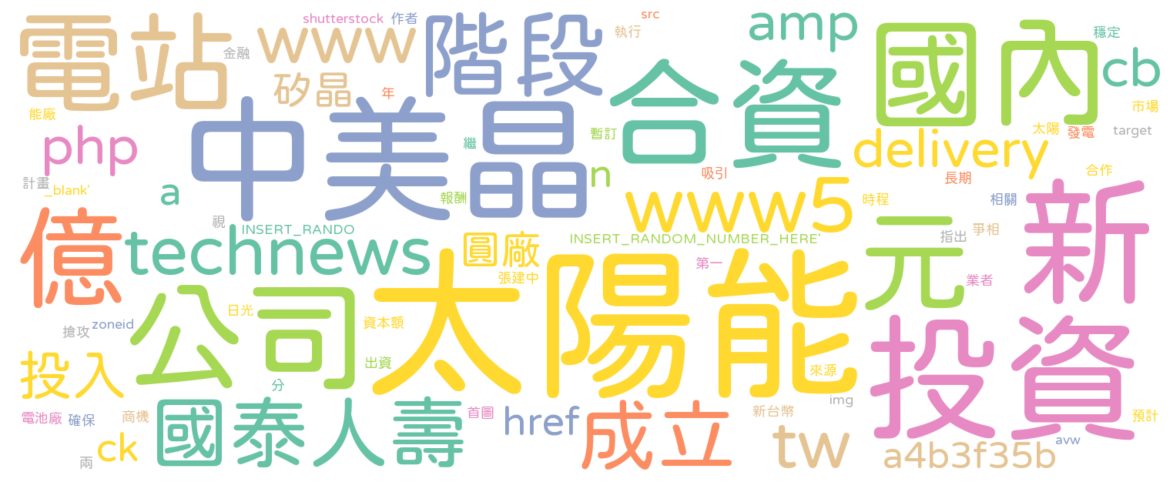 shutterstock 作者 src
電站 www 階段 執行 amp 國內 穩定
金融 合資 cb
矽晶 年 市場
能廠 中美晶 太陽 發電 target
php 繼 暫訂 delivery
吸引 合作
計畫 _blank' a 報酬 n 長期 新
億 視 INSERT_RANDO www5 時程 相關
technews 圓廠 INSERT_RANDOM_NUMBER_HERE' 元 指出 爭相
張建中 第一 業者
公司 太陽能
搶攻 zoneid 日光 資本額 投資
投入 出資 來源
分 img
電池廠 確保 商機 國泰人壽 首圖 href 成立 新台幣 預計
兩 ck tw a4b3f35b avw